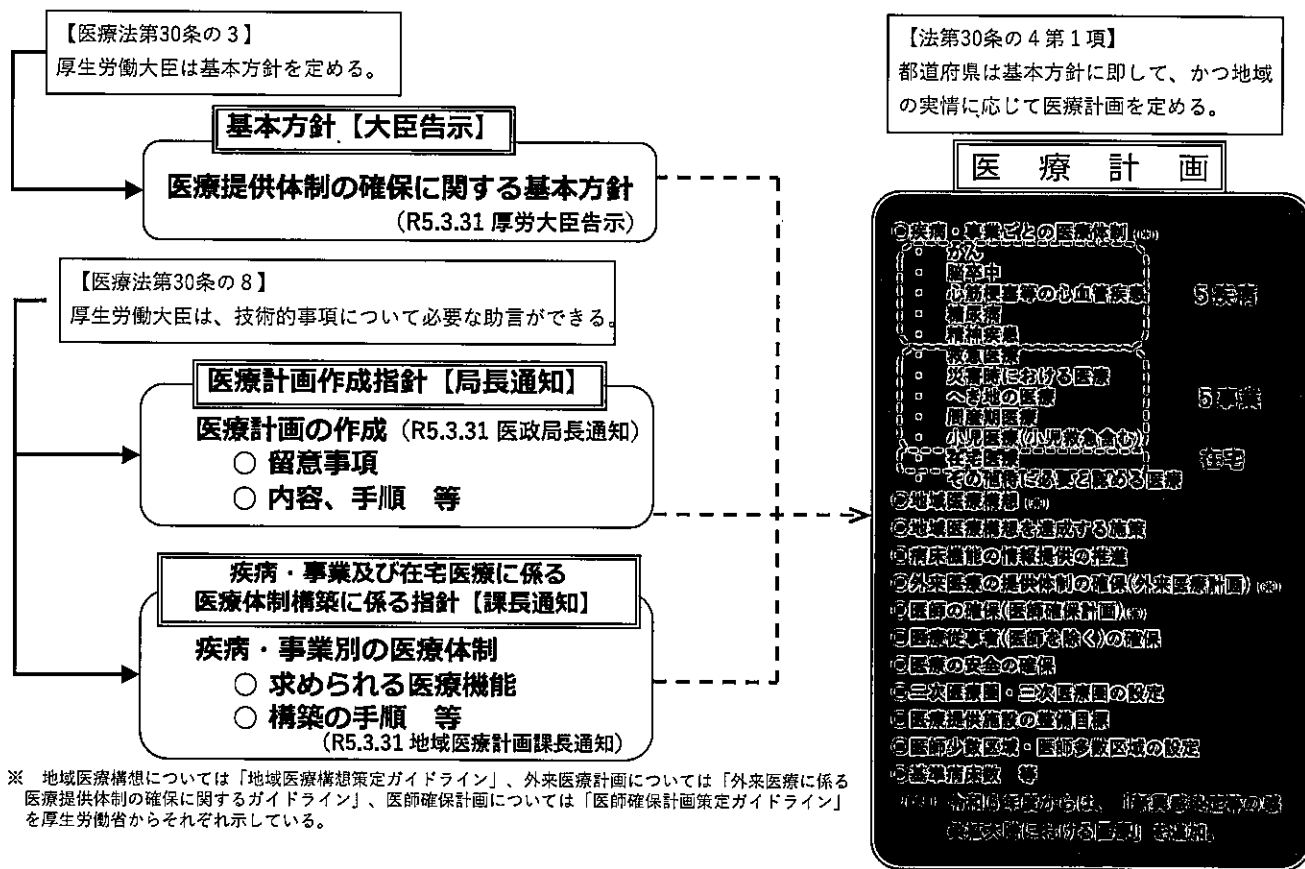 【医療法第30条の3】
厚生労働大臣は基本方針を定める。
基本方針【大臣告示】
医療提供体制の確保に関する基本方針
(R5.3.31 厚労大臣告示)
【医療法第30条の8】
厚生労働大臣は、技術的事項について必要な助言ができる。
医療計画作成指針【局長通知】
医療計画の作成 (R5.3.31 医政局長通知)
○ 留意事項
○ 内容、手順 等
疾病・事業及び在宅医療に係る
医療体制構築に係る指針【課長通知】
疾病・事業別の医療体制
○ 求められる医療機能
○ 構築の手順 等
(R5.3.31 地域医療計画課長通知)
※ 地域医療構想については「地域医療構想策定ガイドライン」、外来医療計画については「外来医療に係る
医療提供体制の確保に関するガイドライン」、医師確保計画については「医師確保計画策定ガイドライン」
を厚生労働省からそれぞれ示している。
【法第30条の4第1項】
都道府県は基本方針に即して、かつ地域
の実情に応じて医療計画を定める。
医療計画
○疾病・事業ごとの医療体制
・ がん
・ 脳卒中
・ 心筋梗塞等の心血管疾患
・ 糖尿病
・ 精神疾患
5疾病
・ 救急医療
・ 災害時における医療
・ へき地の医療
・ 周産期医療
・ 小児医療(小児救急含む)
5事業
・ 在宅医療
在宅
・ その他特に必要と認める医療
○地域医療構想(※)
○地域医療構想を達成する施策
○病床機能の情報提供の推進
○外来医療の提供体制の確保(外来医療計画)(※)
○医師の確保(医師確保計画)(※)
○医療従事者(医師を除く)の確保
○医療の安全の確保
○二次医療圏・三次医療圏の設定
○医療提供施設の整備目標
○医師少数区域・医師多数区域の設定
○基準病床数 等
令和6年度からは、「新興感染症等の感
染拡大時における医療」を追加。